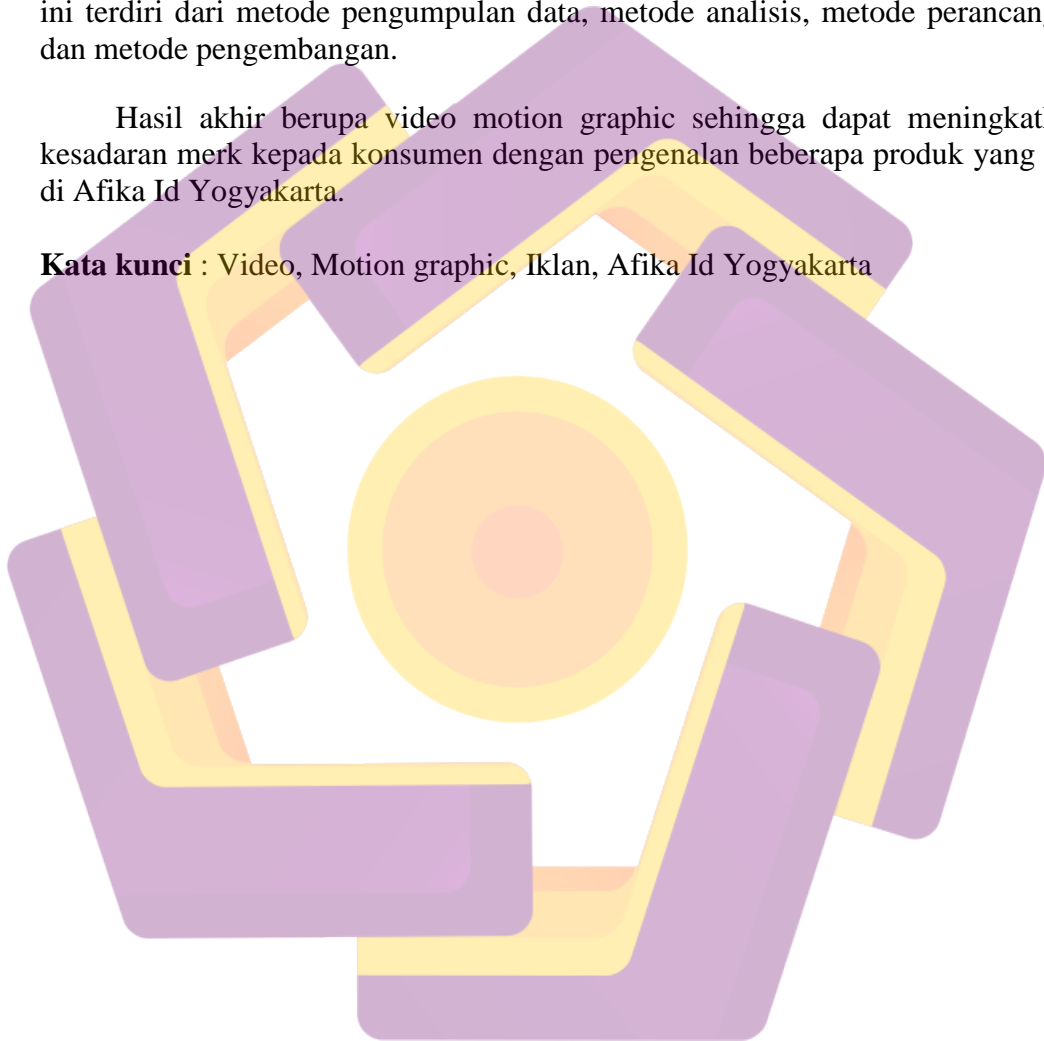 ini terdiri dari metode pengumpulan data, metode analisis, metode perancang
dan metode pengembangan.
Hasil akhir berupa video motion graphic sehingga dapat meningkat
kesadaran merk kepada konsumen dengan pengenalan beberapa produk yang
di Afika Id Yogyakarta.
Kata kunci : Video, Motion graphic, Iklan, Afika Id Yogyakarta